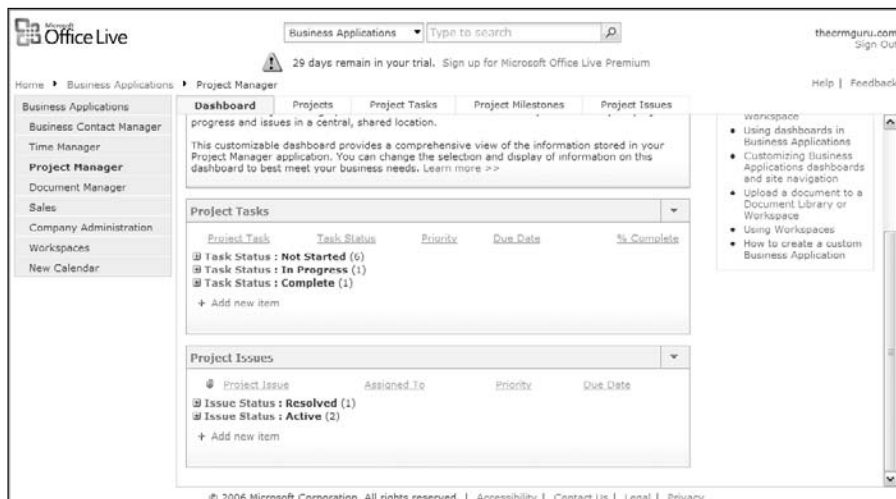 Microsoft
Office Live
Business Applications
Type to search
thecrmguru.com
Sign Out
29 days remain in your trial. Sign up for Microsoft Office Live Premium
Home Business Applications Project Manager
Help | Feedback
Business Applications
Business Contact Manager
Time Manager
Project Manager
Document Manager
Sales
Company Administration
Workspaces
New Calendar
Dashboard Projects Project Tasks Project Milestones Project Issues
progress and issues in a central, shared location.
This customizable dashboard provides a comprehensive view of the information stored in your
Project Manager application. You can change the selection and display of information on this
dashboard to best meet your business needs. Learn more >>
Project Tasks
Project Task Task Status Priority Due Date % Complete
Task Status : Not Started (6)
Task Status : In Progress (1)
Task Status : Complete (1)
+ Add new item
Project Issues
Project Issue Assigned To Priority Due Date
Issue Status : Resolved (1)
Issue Status : Active (2)
+ Add new item
Workspace
• Using dashboards in
Business Applications
• Customizing Business
Applications dashboards
and site navigation
• Upload a document to a
Document Library or
Workspace
• Using Workspaces
• How to create a custom
Business Application
© 2006 Microsoft Corporation. All rights reserved. | Accessibility | Contact Us | Legal | Privacy